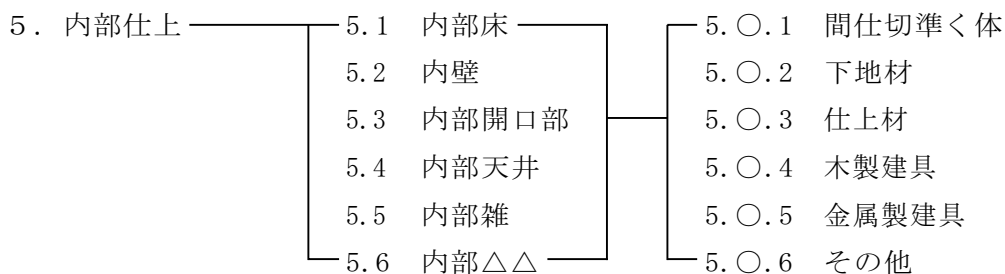 ５．内部仕上 5.1 内部床 5.○.1 間仕切準く体
5.2 内壁 5.○.2 下地材
5.3 内部開口部 5.○.3 仕上材
5.4 内部天井 5.○.4 木製建具
5.5 内部雑 5.○.5 金属製建具
5.6 内部△△ 5.○.6 その他